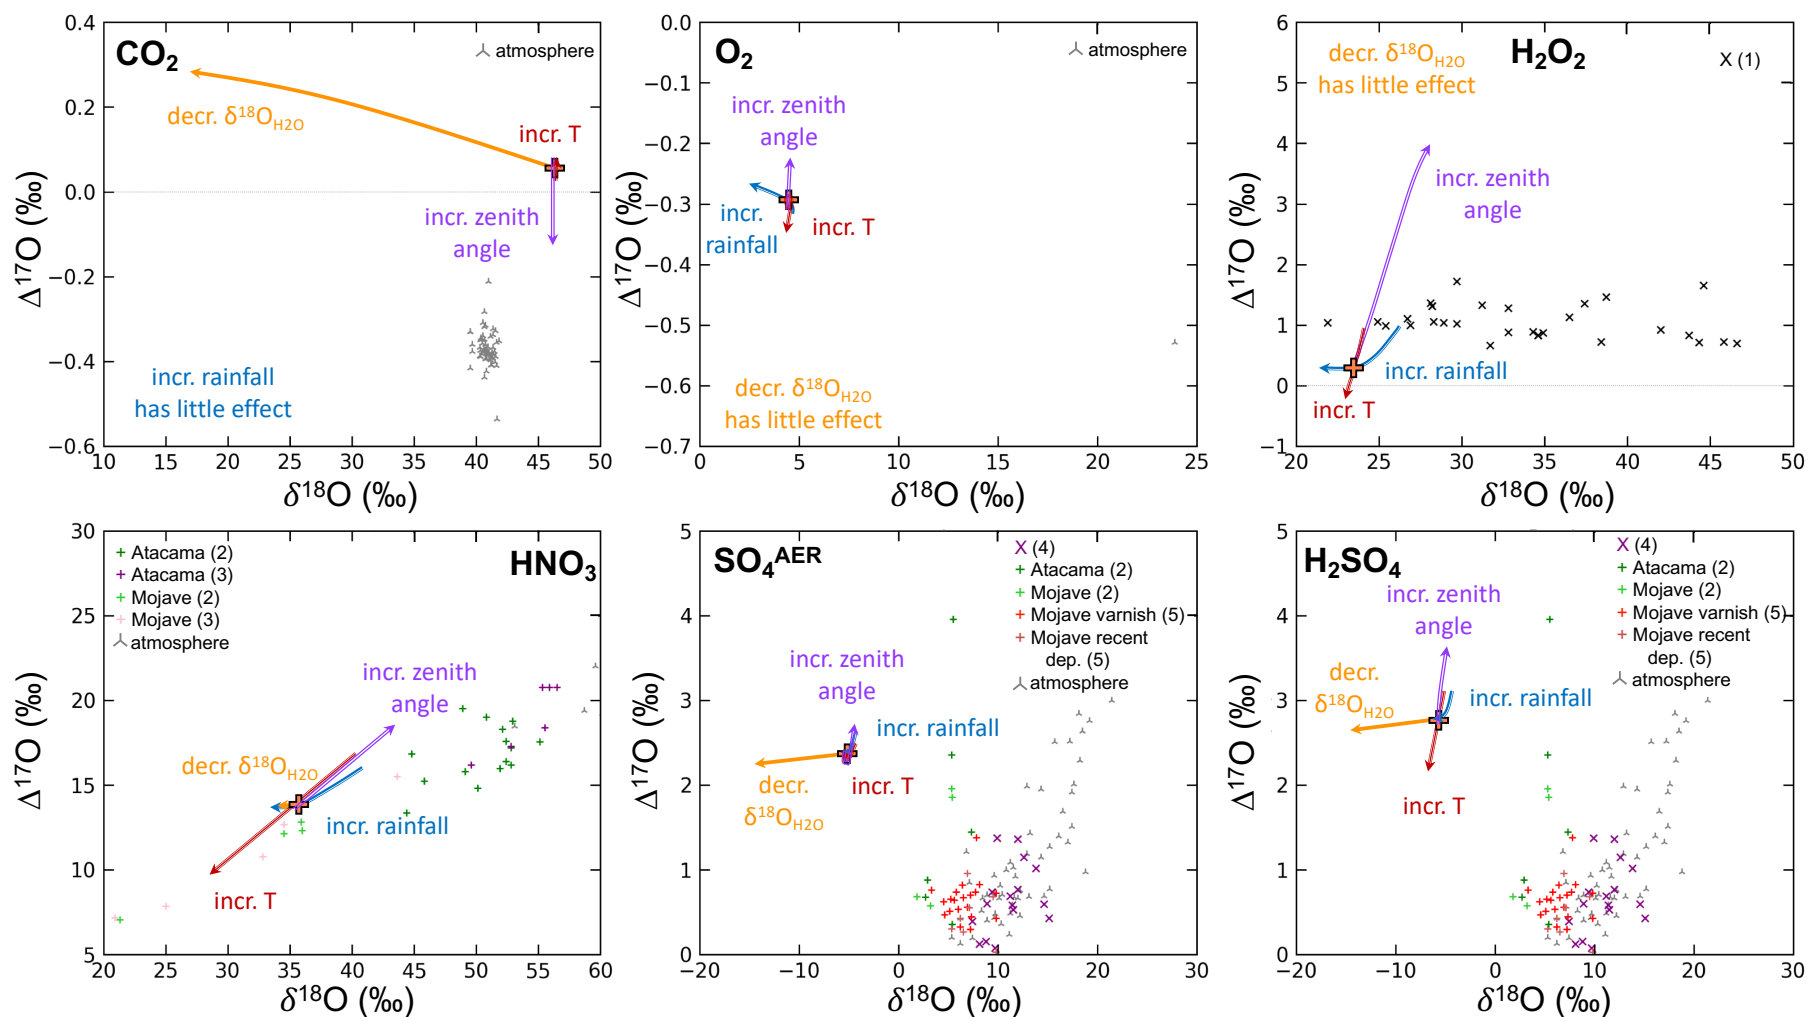 CO2
atmosphere
decr. δ18OH2O
incr. T
incr. zenith
angle
incr. rainfall
has little effect
0.4
0.2
0.0
−0.2
−0.4
−0.6
10 15 20 25 30 35 40 45 50
Δ17O (‰)
δ18O (‰)
O2
atmosphere
incr. zenith
angle
incr.
rainfall
incr. T
decr. δ18OH2O
has little effect
0.0
−0.1
−0.2
−0.3
−0.4
−0.5
−0.6
−0.7
0 5 10 15 20 25
Δ17O (‰)
δ18O (‰)
decr. δ18OH2O
has little effect
H2O2
X (1)
incr. zenith
angle
incr. rainfall
incr. T
6
5
4
3
2
1
0
−1
20 25 30 35 40 45 50
Δ17O (‰)
δ18O (‰)
Atacama (2)
Atacama (3)
Mojave (2)
Mojave (3)
atmosphere
HNO3
incr. zenith
angle
decr. δ18OH2O
incr. rainfall
incr. T
30
25
20
15
10
5
20 25 30 35 40 45 50 55 60
Δ17O (‰)
δ18O (‰)
SO4AER
X (4)
Atacama (2)
Mojave (2)
Mojave varnish (5)
Mojave recent
dep. (5)
atmosphere
incr. zenith
angle
incr. rainfall
decr.
δ18OH2O
incr. T
5
4
3
2
1
0
−20 −10 0 10 20 30
Δ17O (‰)
δ18O (‰)
H2SO4
X (4)
Atacama (2)
Mojave (2)
Mojave varnish (5)
Mojave recent
dep. (5)
atmosphere
incr. zenith
angle
decr.
δ18OH2O
incr. rainfall
incr. T
5
4
3
2
1
0
−20 −10 0 10 20 30
Δ17O (‰)
δ18O (‰)